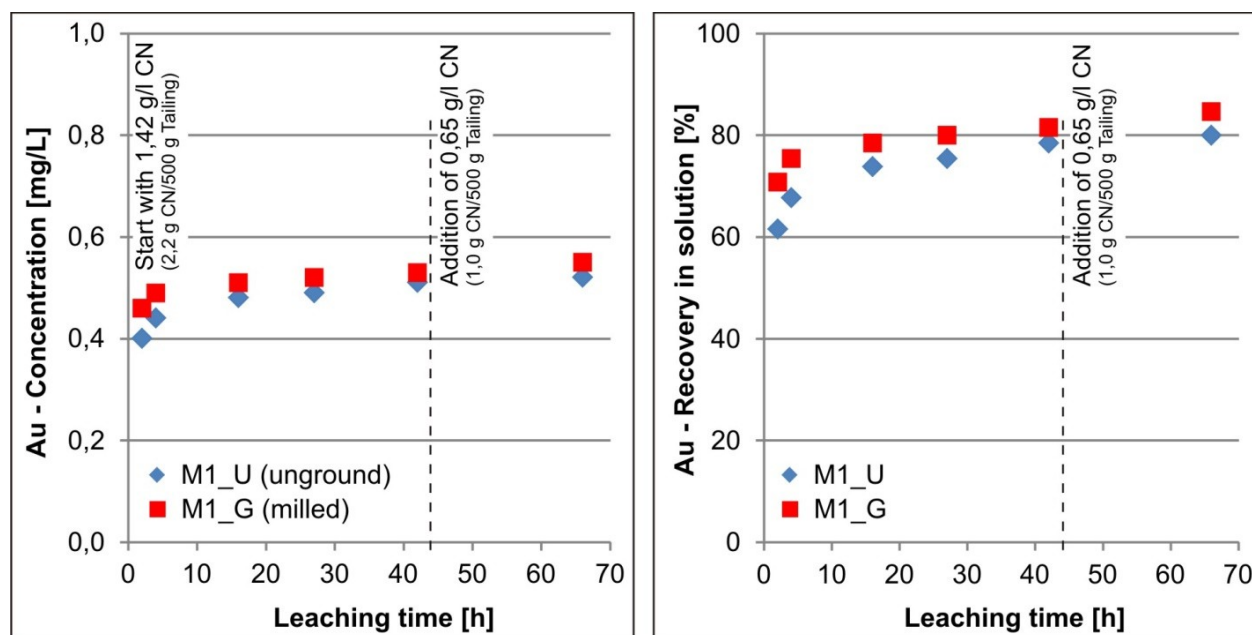 Au - Concentration [mg/L]
1,0
0,8
0,6
0,4
0,2
0,0
Start with 1,42 g/l CN
(2,2 g CN/500 g Tailing)
Addition of 0,65 g/l CN
(1,0 g CN/500 g Tailing)
M1_U (unground)
M1_G (milled)
0 10 20 30 40 50 60 70
Leaching time [h]
Au - Recovery in solution [%]
100
80
60
40
20
0
Addition of 0,65 g/l CN
(1,0 g CN/500 g Tailing)
M1_U
M1_G
0 10 20 30 40 50 60 70
Leaching time [h]